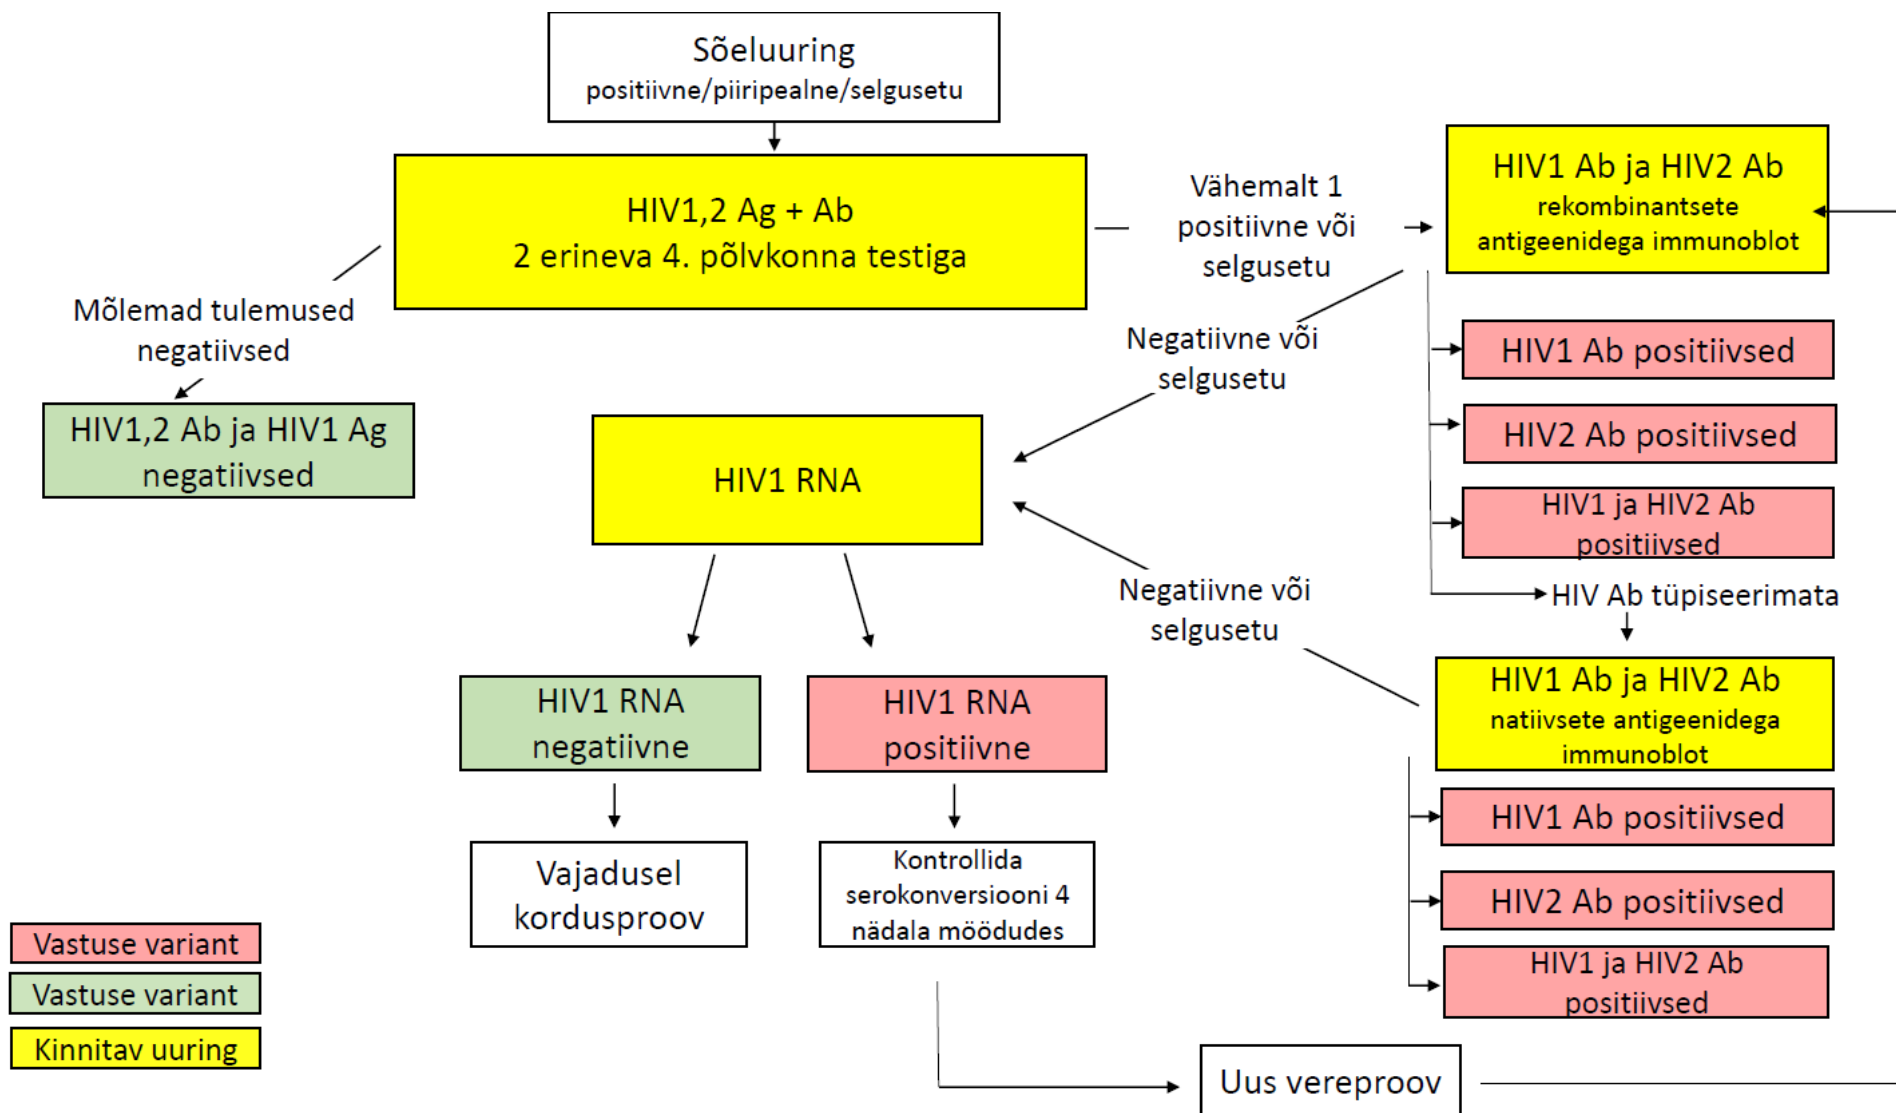 Sõeluuring
positiivne/piiripealne/selgusetu
HIV1,2 Ag + Ab
2 erineva 4. põlvkonna testiga
Vähemalt 1
positiivne või
selgusetu
HIV1 Ab ja HIV2 Ab
rekombinantsete
antigeenidega immunoblot
Mõlemad tulemused
negatiivsed
HIV1,2 Ab ja HIV1 Ag
negatiivsed
Negatiivne või
selgusetu
HIV1 Ab positiivsed
HIV2 Ab positiivsed
HIV1 ja HIV2 Ab
positiivsed
HIV Ab tüpiseerimata
HIV1 RNA
Negatiivne või
selgusetu
HIV1 Ab ja HIV2 Ab
natiivsete antigeenidega
immunoblot
HIV1 RNA
negatiivne
HIV1 RNA
positiivne
HIV1 Ab positiivsed
HIV2 Ab positiivsed
HIV1 ja HIV2 Ab
positiivsed
Vajadusel
kordusproov
Kontrollida
serokonversiooni 4
nädala möödudes
Uus vereproov
Vastuse variant
Vastuse variant
Kinnitav uuring